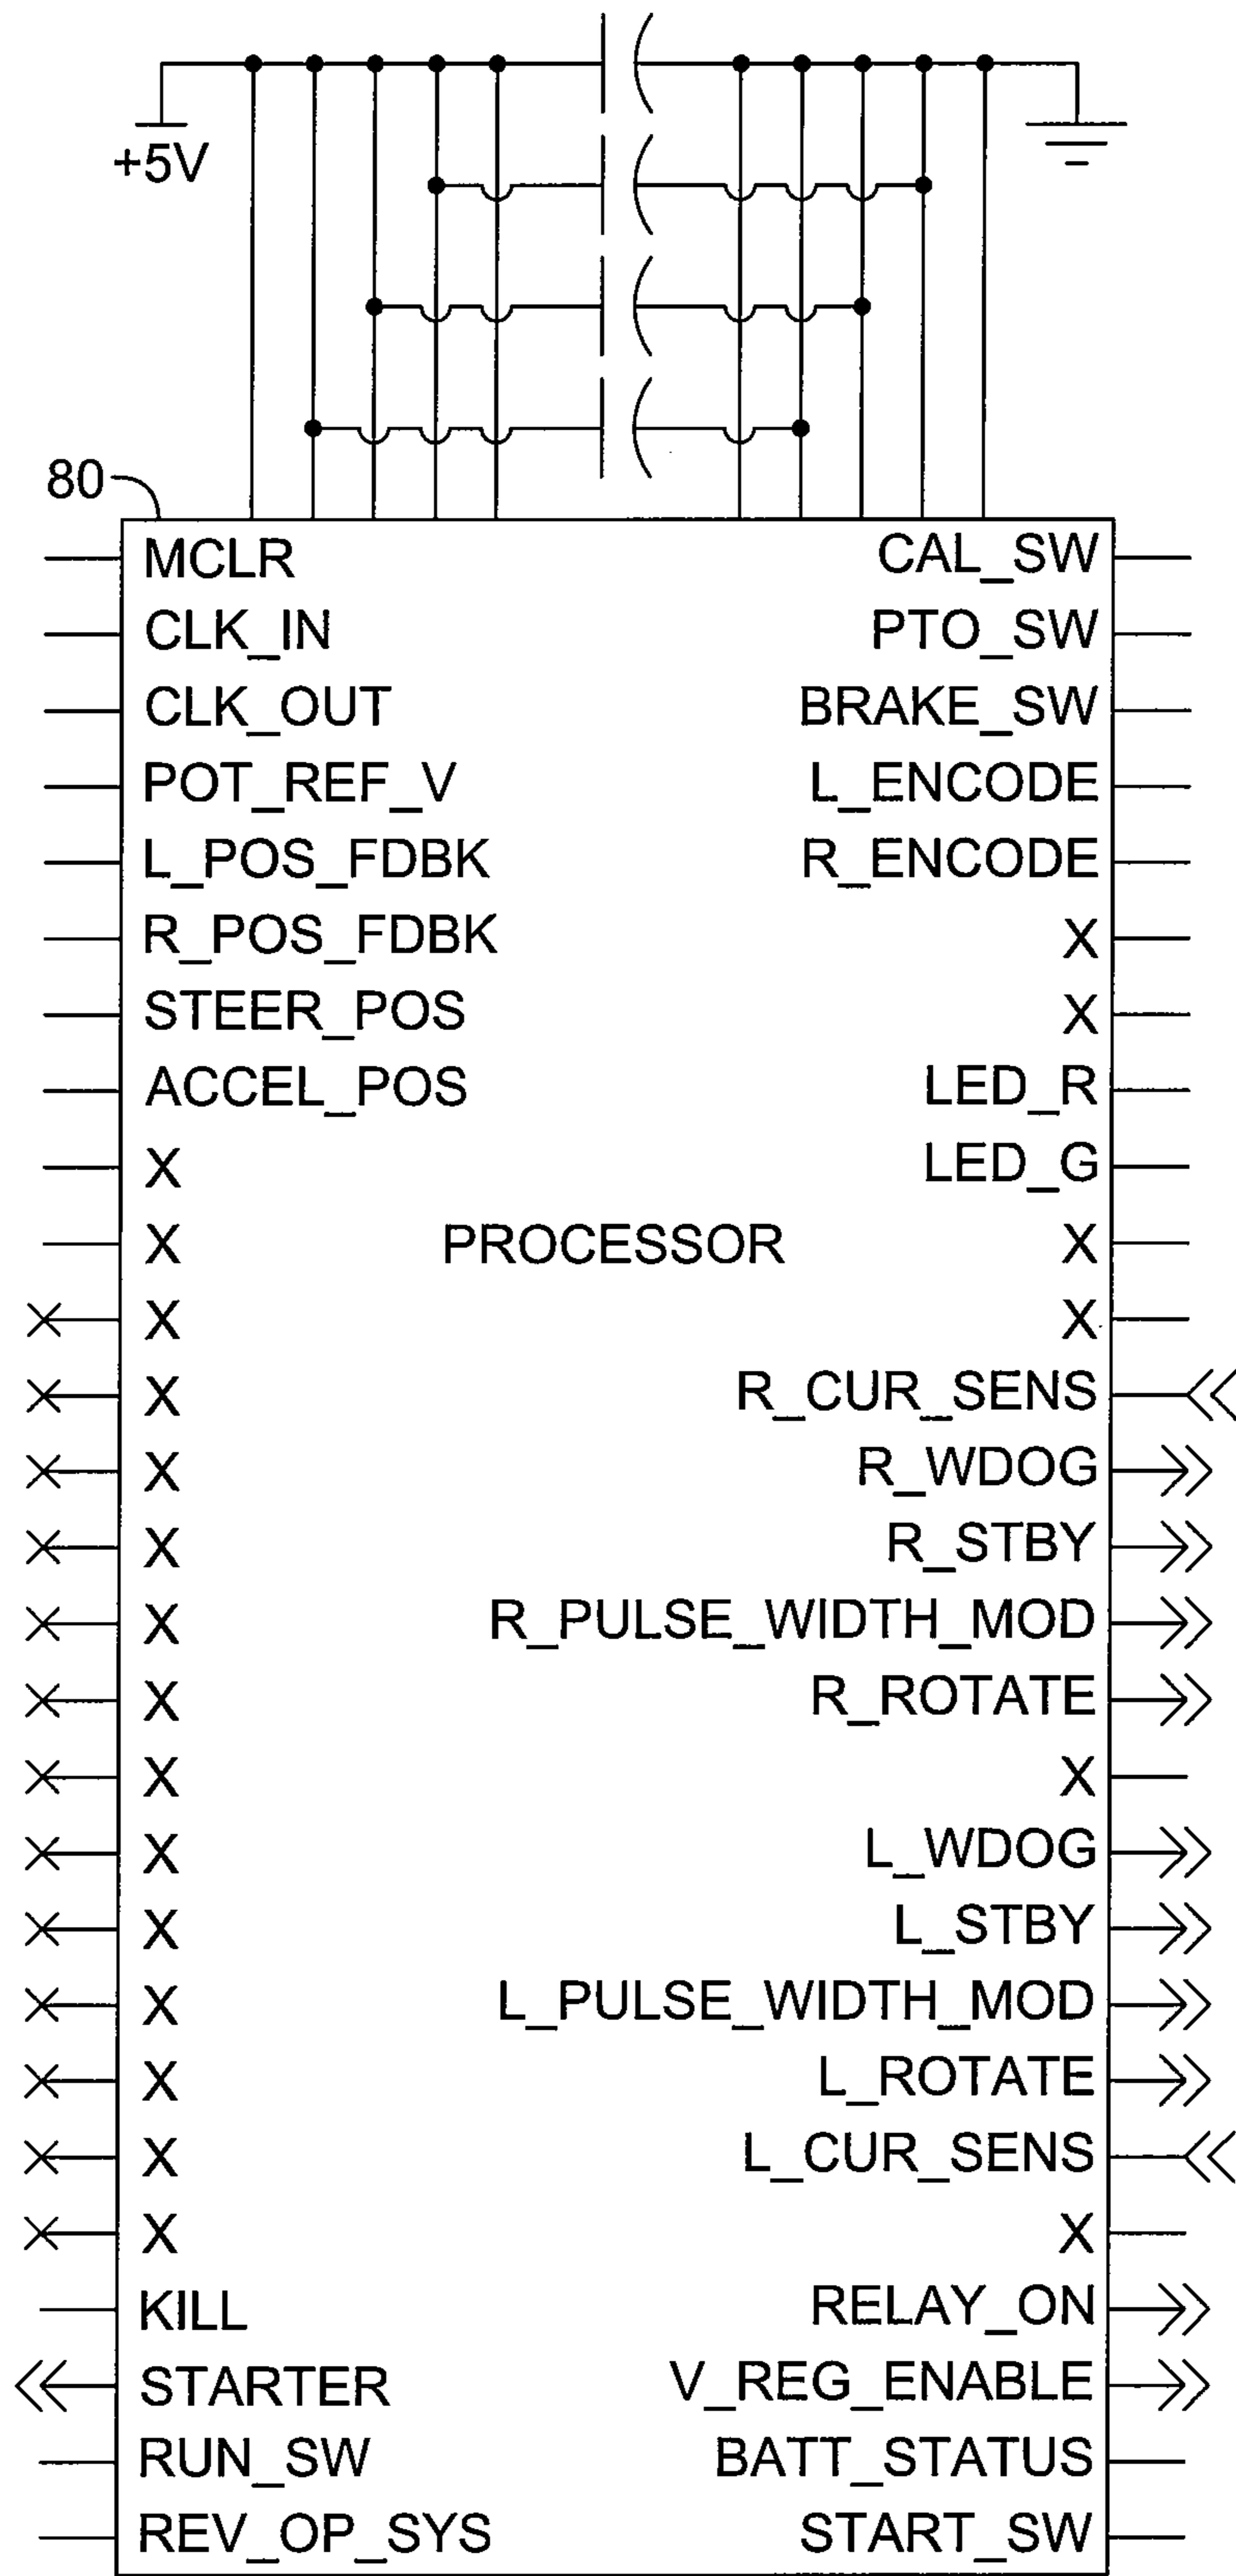 +5V
80
MCLR CAL_SW
CLK_IN PTO_SW
CLK_OUT BRAKE_SW
POT_REF_V L_ENCODE
L_POS_FDBK R_ENCODE
R_POS_FDBK X
STEER_POS X
ACCEL_POS LED_R
X LED_G
X PROCESSOR X
X X
X R_CUR_SENS
X R_WDOG
X R_STBY
X R_PULSE_WIDTH_MOD
X R_ROTATE
X X
X L_WDOG
X L_STBY
X L_PULSE_WIDTH_MOD
X L_ROTATE
X L_CUR_SENS
X X
KILL RELAY_ON
STARTER V_REG_ENABLE
RUN_SW BATT_STATUS
REV_OP_SYS START_SW